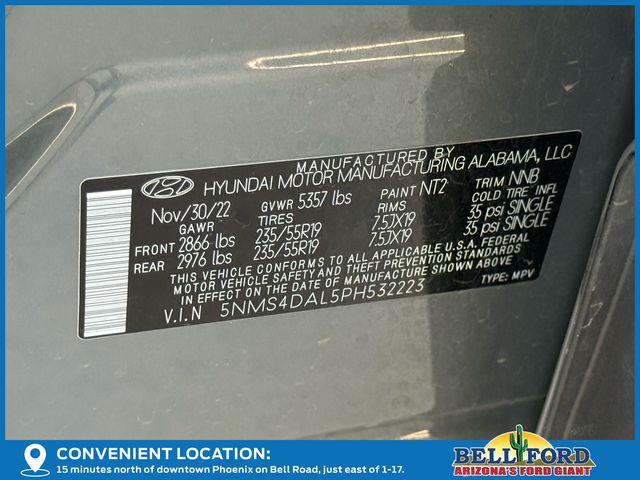 MANUFACTURED BY
HYUNDAI MOTOR MANUFACTURING ALABAMA, LLC
Nov/30/22 GVWR 5357 lbs PAINT NT2 TRIM NNB
GAWR TIRES RIMS COLD TIRE INFL
FRONT 2866 lbs 235/55R19 7.5JX19 35 psi SINGLE
REAR 2976 lbs 235/55R19 7.5JX19 35 psi SINGLE
THIS VEHICLE CONFORMS TO ALL APPLICABLE U.S.A. FEDERAL
MOTOR VEHICLE SAFETY AND THEFT PREVENTION STANDARDS
IN EFFECT ON THE DATE OF MANUFACTURE SHOWN ABOVE.
V.I.N 5NMS4DAL5PH532223 TYPE: MPV
CONVENIENT LOCATION:
15 minutes north of downtown Phoenix on Bell Road, just east of 1-17.
BELL FORD
ARIZONA'S FORD GIANT